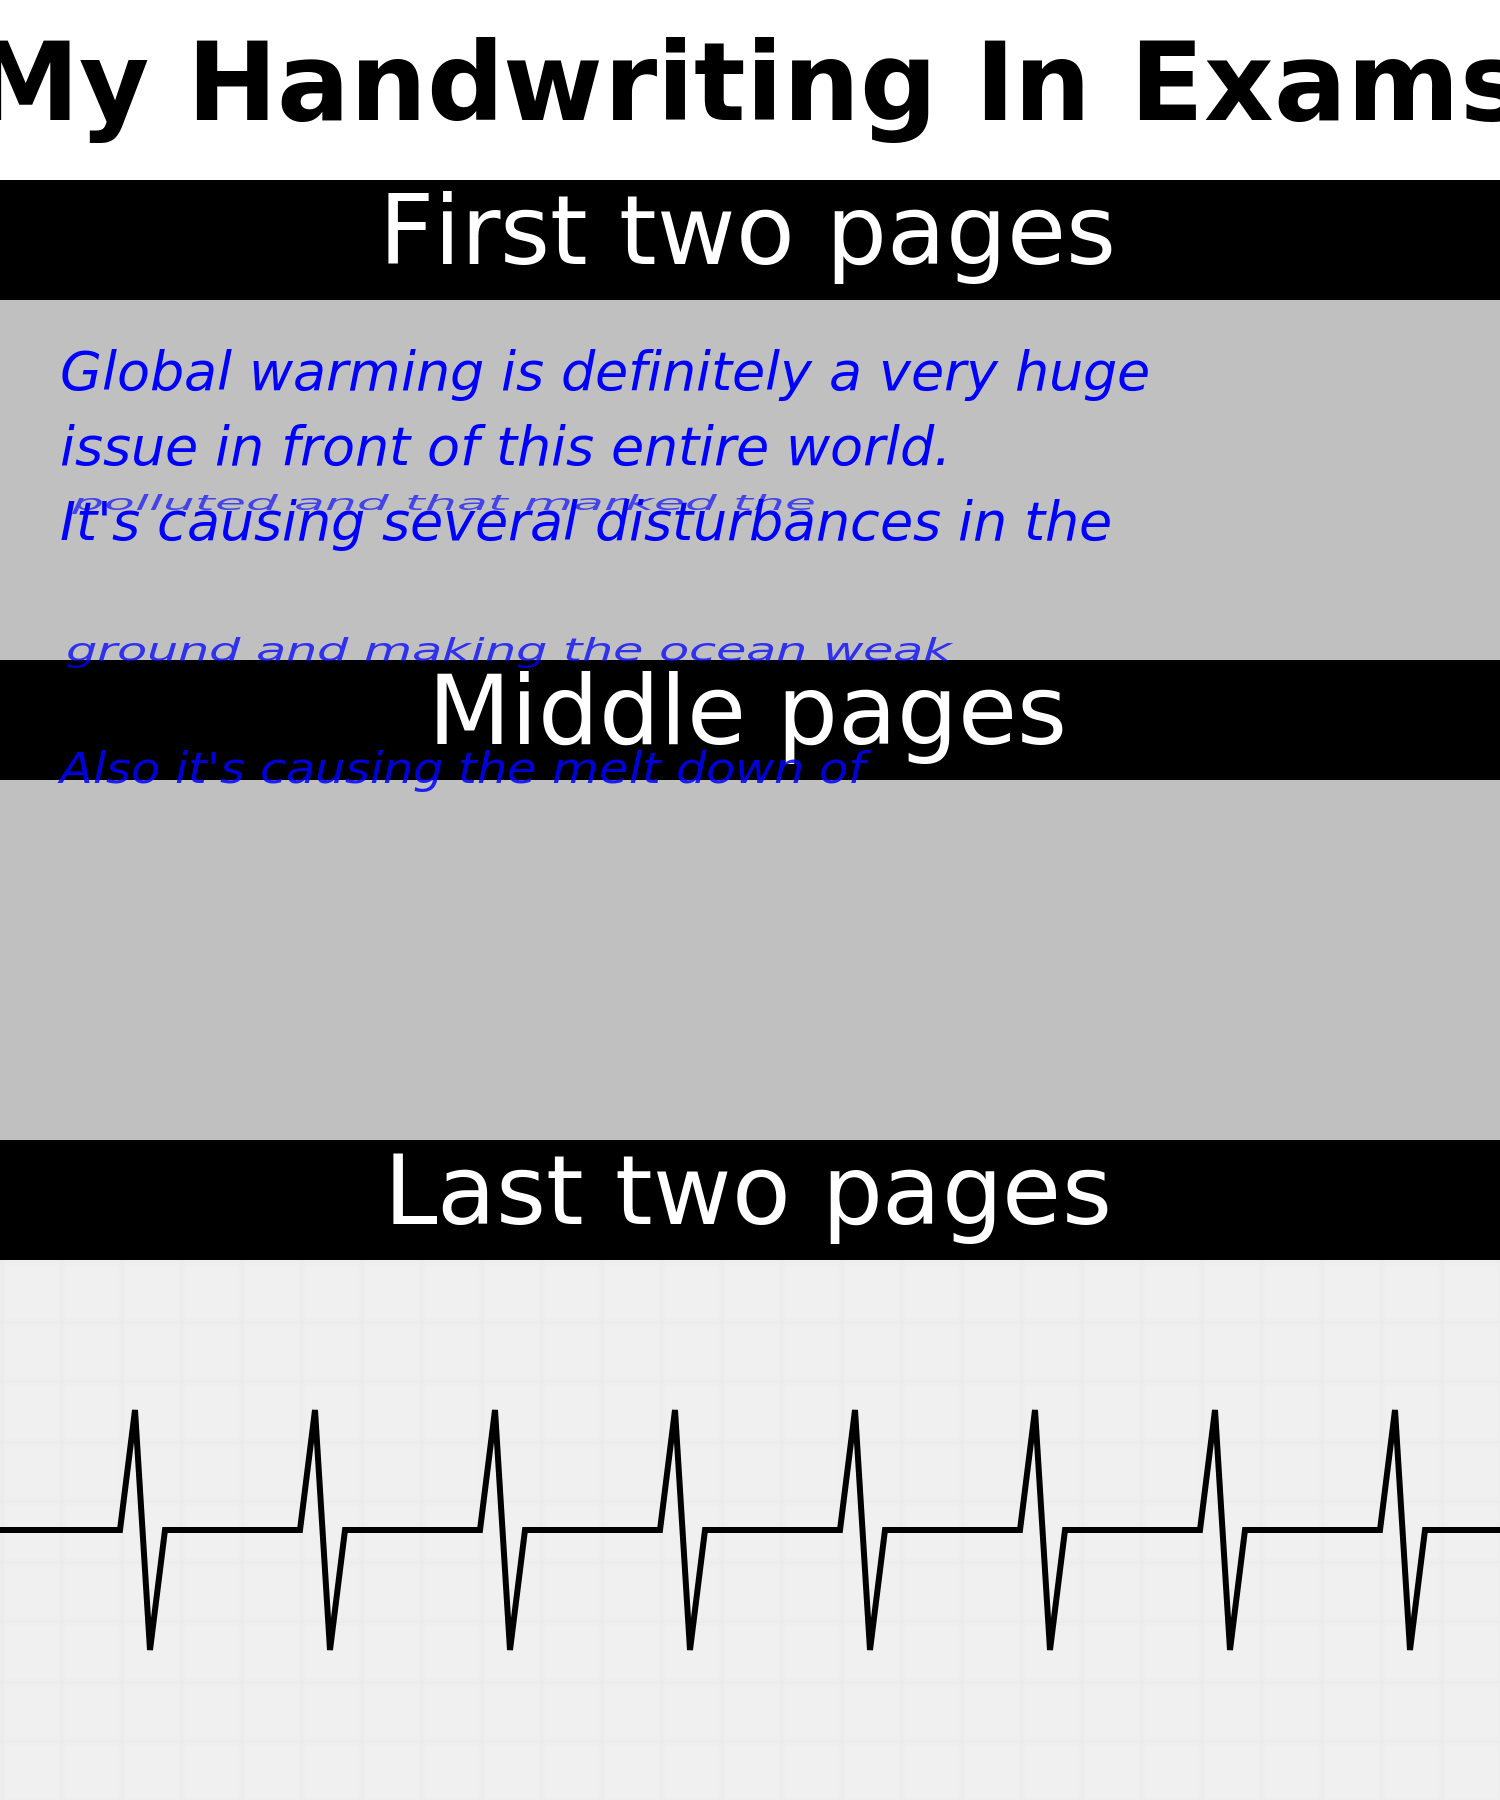 My Handwriting In Exams
First two pages
Global warming is definitely a very huge
issue in front of this entire world.
polluted and that marked the
It's causing several disturbances in the
ground and making the ocean weak
Middle pages
Also it's causing the melt down of
Last two pages